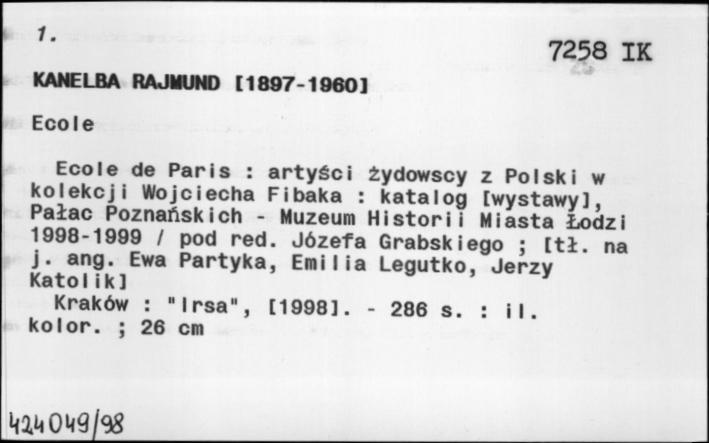 1.
7258 IK
KANELBA RAJMUND [1897-1960]
Ecole
Ecole de Paris : artyści żydowscy z Polski w
kolekcji Wojciecha Fibaka : katalog [wystawy],
Pałac Poznańskich - Muzeum Historii Miasta Łodzi
1998-1999 / pod red. Józefa Grabskiego ; [tł. na
j. ang. Ewa Partyka, Emilia Legutko, Jerzy
Katolik]
Kraków : "Irsa", [1998]. - 286 s. : il.
kolor. ; 26 cm
424049/98